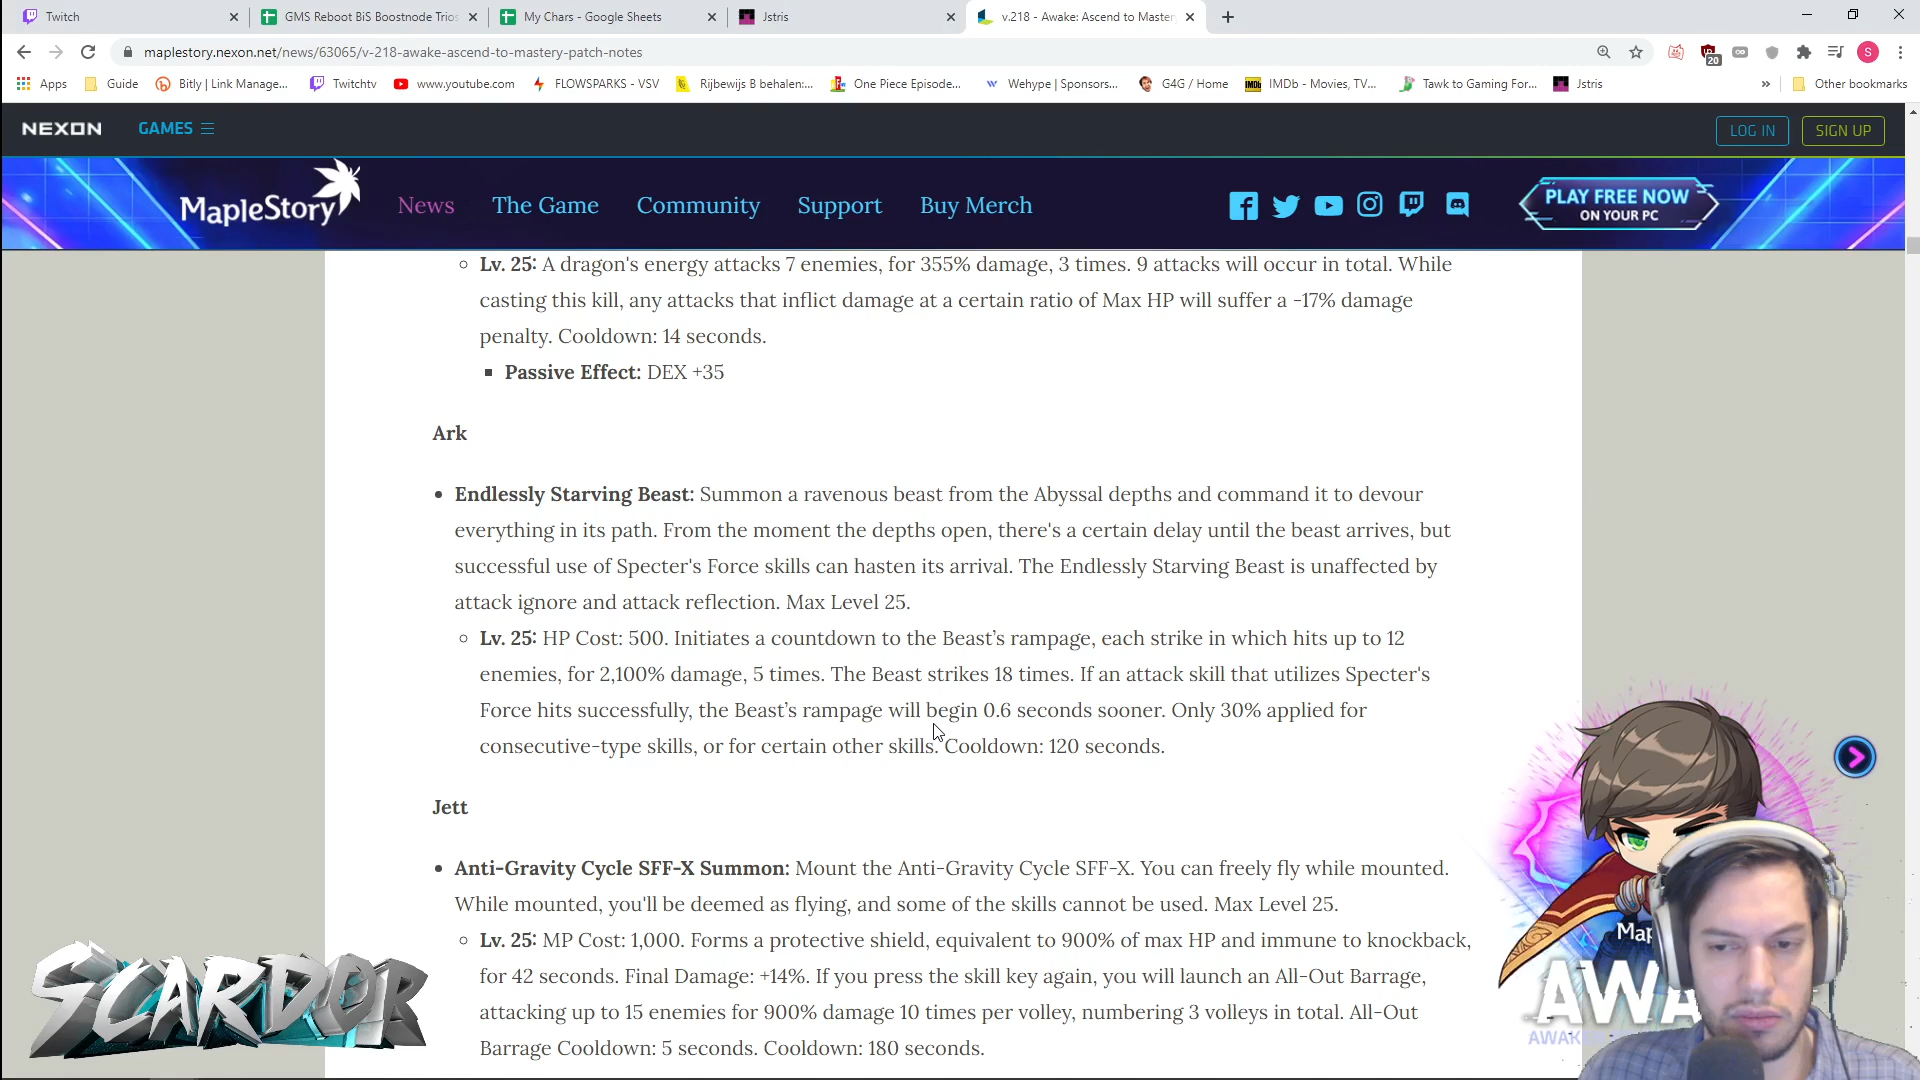 Twitch
GMS Reboot BiS Boostnode Trios
My Chars - Google Sheets
Jstris
v.218 - Awake: Ascend to Master
maplestory.nexon.net/news/63065/v-218-awake-ascend-to-mastery-patch-notes
20
S
Apps
Guide
Bitly | Link Manage...
Twitchtv
www.youtube.com
FLOWSPARKS - VSV
Rijbewijs B behalen:...
One Piece Episode...
Wehype | Sponsors...
G4G / Home
IMDb - Movies, TV...
Tawk to Gaming For...
Jstris
»
Other bookmarks
NEXON
GAMES
LOG IN
SIGN UP
MapleStory
News
The Game
Community
Support
Buy Merch
PLAY FREE NOW
ON YOUR PC
Lv. 25: A dragon's energy attacks 7 enemies, for 355% damage, 3 times. 9 attacks will occur in total. While
casting this kill, any attacks that inflict damage at a certain ratio of Max HP will suffer a -17% damage
penalty. Cooldown: 14 seconds.
Passive Effect: DEX +35
Ark
Endlessly Starving Beast: Summon a ravenous beast from the Abyssal depths and command it to devour
everything in its path. From the moment the depths open, there's a certain delay until the beast arrives, but
successful use of Specter's Force skills can hasten its arrival. The Endlessly Starving Beast is unaffected by
attack ignore and attack reflection. Max Level 25.
Lv. 25: HP Cost: 500. Initiates a countdown to the Beast’s rampage, each strike in which hits up to 12
enemies, for 2,100% damage, 5 times. The Beast strikes 18 times. If an attack skill that utilizes Specter's
Force hits successfully, the Beast’s rampage will begin 0.6 seconds sooner. Only 30% applied for
consecutive-type skills, or for certain other skills. Cooldown: 120 seconds.
Jett
Anti-Gravity Cycle SFF-X Summon: Mount the Anti-Gravity Cycle SFF-X. You can freely fly while mounted.
While mounted, you'll be deemed as flying, and some of the skills cannot be used. Max Level 25.
Lv. 25: MP Cost: 1,000. Forms a protective shield, equivalent to 900% of max HP and immune to knockback,
for 42 seconds. Final Damage: +14%. If you press the skill key again, you will launch an All-Out Barrage,
attacking up to 15 enemies for 900% damage 10 times per volley, numbering 3 volleys in total. All-Out
Barrage Cooldown: 5 seconds. Cooldown: 180 seconds.
SCARDOR
Map
AWA
AWAK